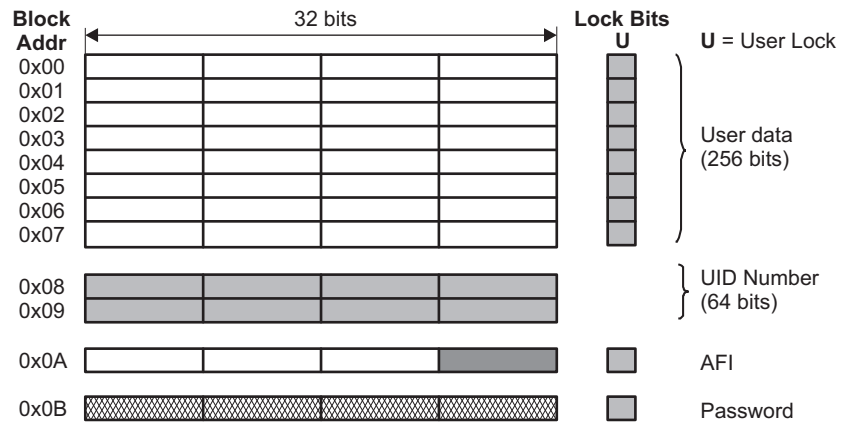 Block
Addr
32 bits
Lock Bits
U
U = User Lock
0x00
0x01
0x02
0x03
0x04
0x05
0x06
0x07
User data
(256 bits)
0x08
0x09
UID Number
(64 bits)
0x0A
AFI
0x0B
Password